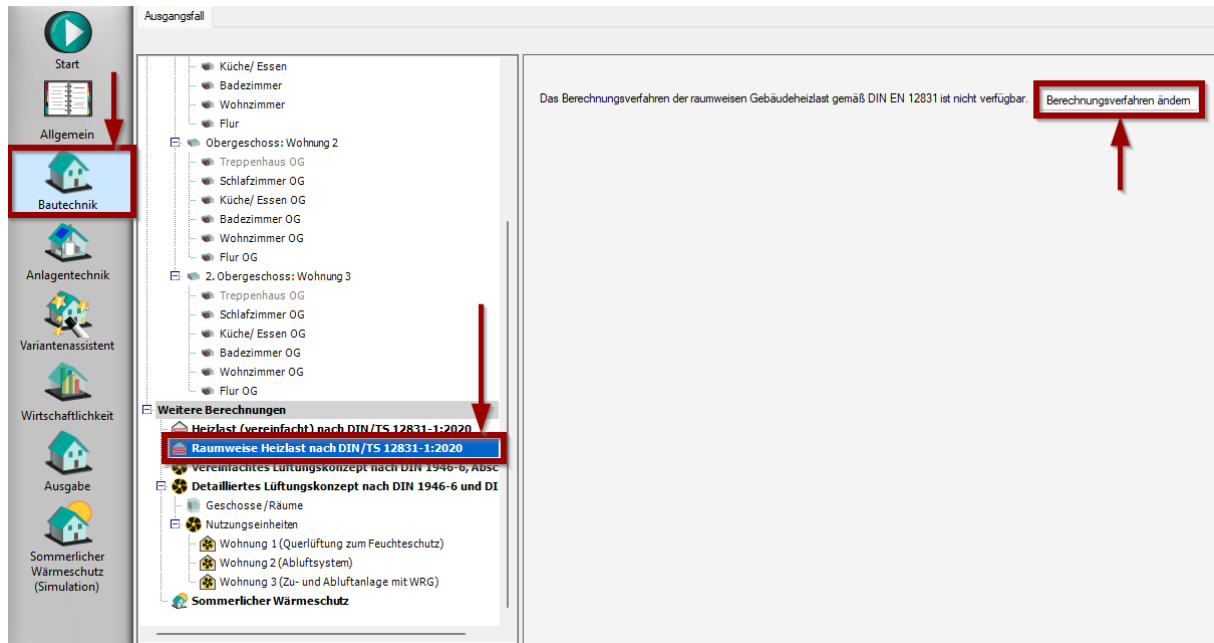 Ausgangsfall
Start
Allgemein
Bautechnik
Anlagentechnik
Variantenassistent
Wirtschaftlichkeit
Ausgabe
Sommerlicher
Wärmeschutz
(Simulation)
Küche/ Essen
Badezimmer
Wohnzimmer
Flur
Obergeschoss: Wohnung 2
Treppenhaus OG
Schlafzimmer OG
Küche/ Essen OG
Badezimmer OG
Wohnzimmer OG
Flur OG
2. Obergeschoss: Wohnung 3
Treppenhaus OG
Schlafzimmer OG
Küche/ Essen OG
Badezimmer OG
Wohnzimmer OG
Flur OG
Weitere Berechnungen
Heizlast (vereinfacht) nach DIN/TS 12831-1:2020
Raumweise Heizlast nach DIN/TS 12831-1:2020
Vereinfachtes Lüftungskonzept nach DIN 1946-6, Absc
Detailliertes Lüftungskonzept nach DIN 1946-6 und DI
Geschosse/Räume
Nutzungseinheiten
Wohnung 1 (Querlüftung zum Feuchteschutz)
Wohnung 2 (Abluftsystem)
Wohnung 3 (Zu- und Abluftanlage mit WRG)
Sommerlicher Wärmeschutz
Das Berechnungsverfahren der raumweisen Gebäudeheizlast gemäß DIN EN 12831 ist nicht verfügbar.
Berechnungsverfahren ändern